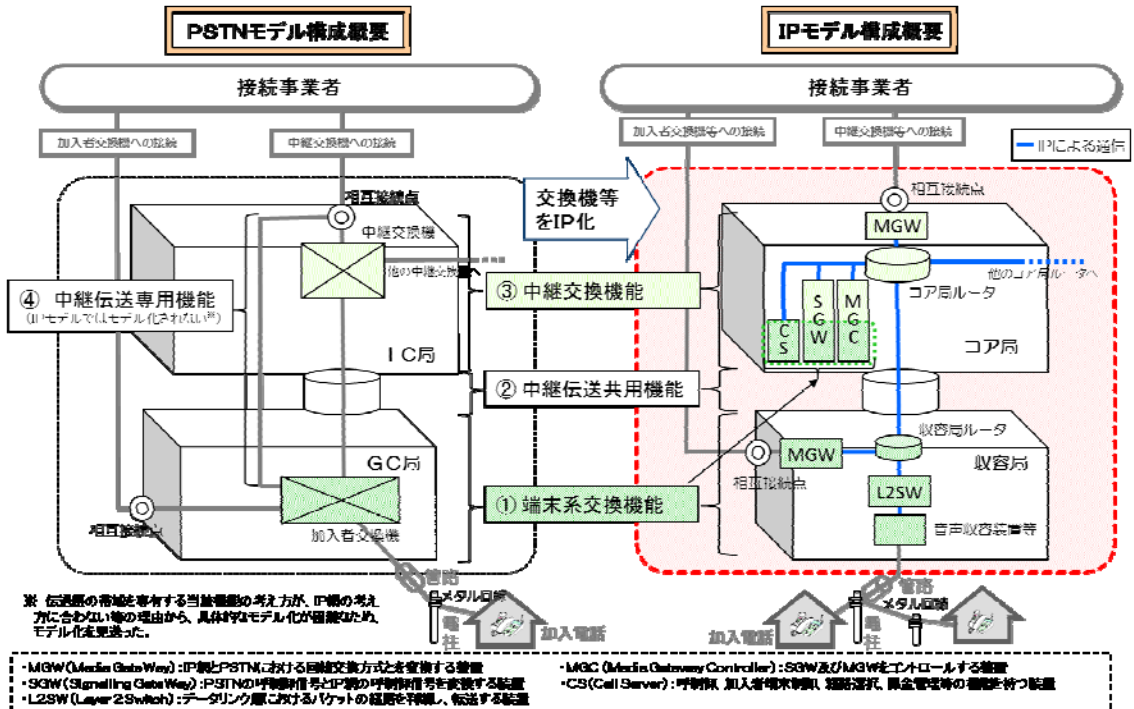 PSTNモデル構成概要
IPモデル構成概要
接続事業者
接続事業者
加入者交換機への接続
中継交換機への接続
加入者交換機等への接続
中継交換機等への接続
IPによる通信
交換機等
をIP化
相互接続点
中継交換機
他の中継交換機へ
④ 中継伝送専用機能
(IPモデルではモデル化されない※)
IC局
GC局
相互接続点
加入者交換機
③ 中継交換機能
② 中継伝送共用機能
① 端末系交換機能
相互接続点
MGW
コア局ルータ
他のコア局ルータへ
CS
SGW
MGC
コア局
収容局ルータ
MGW
収容局
相互接続点
L2SW
音声収容装置等
管路
メタル回線
電柱
加入電話
管路
メタル回線
電柱
加入電話
※ 伝送路の帯域を専有する当該機能の考え方が、IP網の考え
方に合わない等の理由から、具体的なモデル化が困難なため、
モデル化を見送った。
・MGW(Media GateWay):IP網とPSTNにおける回線交換方式とを変換する装置
・SGW(Signalling GateWay):PSTNの呼制御信号とIP網の呼制御信号を変換する装置
・L2SW(Layer 2 Switch):データリンク層におけるパケットの経路を判断し、転送する装置
・MGC(Media Gateway Controller):SGW及びMGWをコントロールする装置
・CS(Call Server):呼制御、加入者端末制御、経路選択、課金管理等の機能を持つ装置